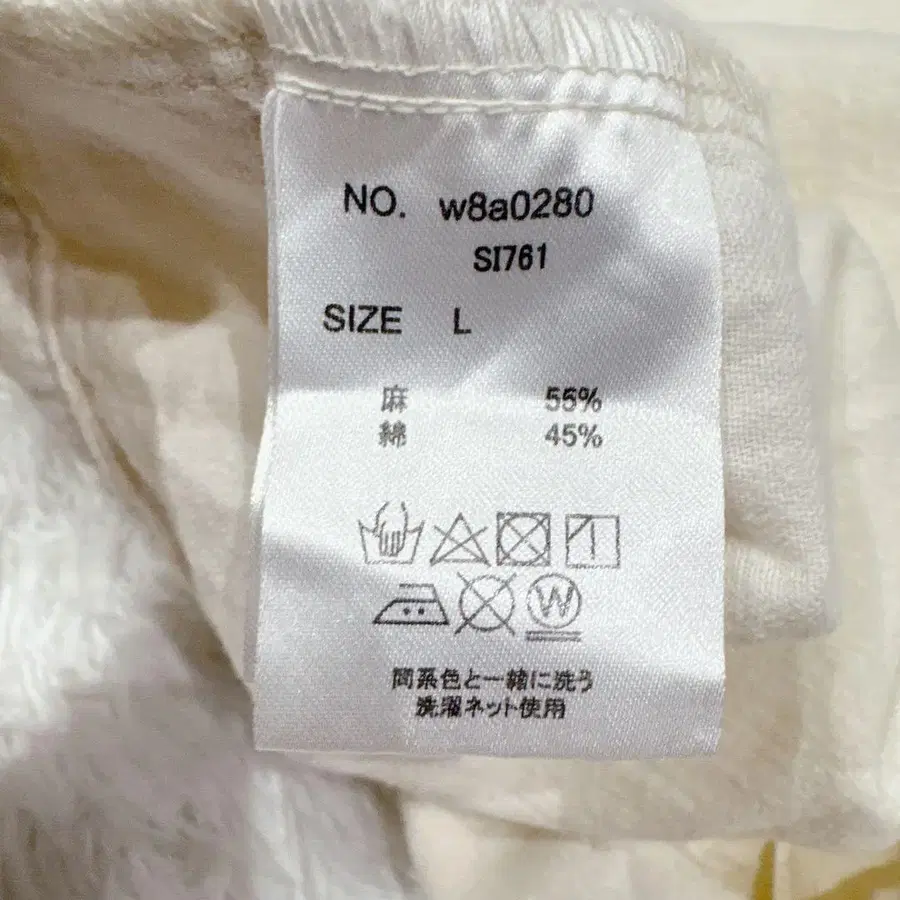 NO. w8a0280
SI761
SIZE L
麻 55%
綿 45%
W
同系色と一緒に洗う
洗濯ネット使用